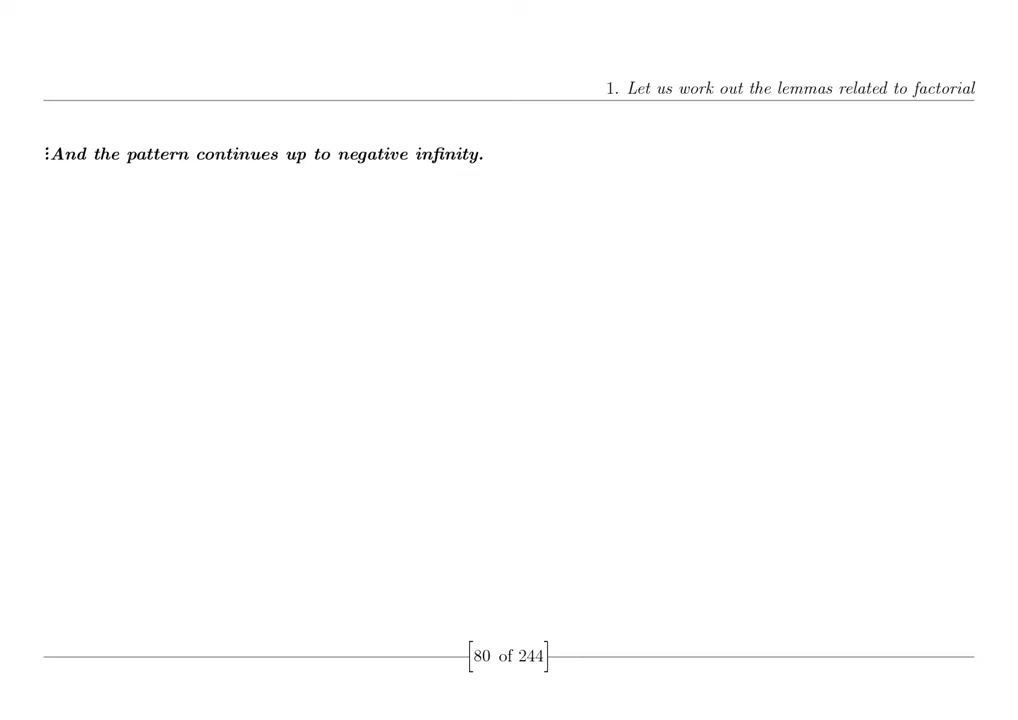 1. Let us work out the lemmas related to factorial
⋮And the pattern continues up to negative infinity.
[80 of 244]